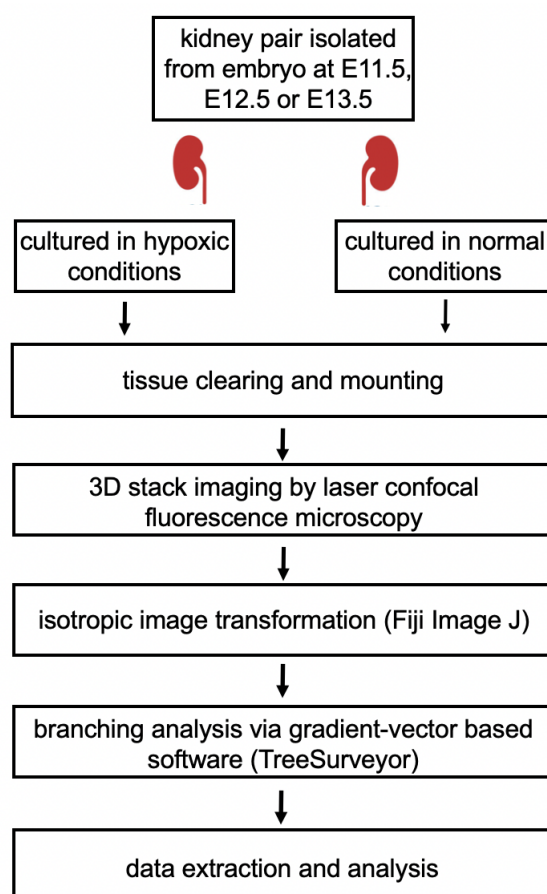 kidney pair isolated
from embryo at E11.5,
E12.5 or E13.5
cultured in hypoxic
conditions
cultured in normal
conditions
tissue clearing and mounting
3D stack imaging by laser confocal
fluorescence microscopy
isotropic image transformation (Fiji Image J)
branching analysis via gradient-vector based
software (TreeSurveyor)
data extraction and analysis